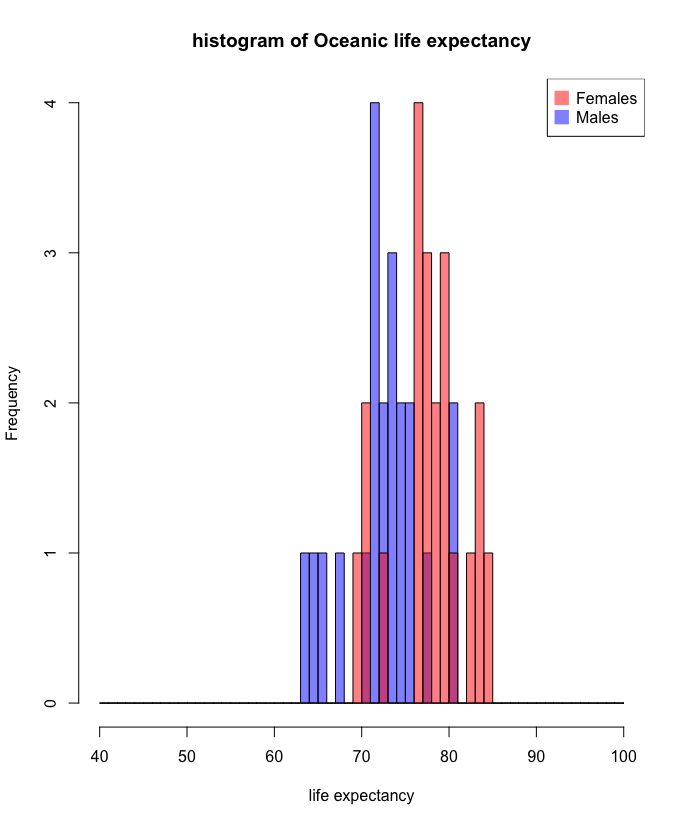 histogram of Oceanic life expectancy
Females
Males
Frequency
4
3
2
1
0
40 50 60 70 80 90 100
life expectancy